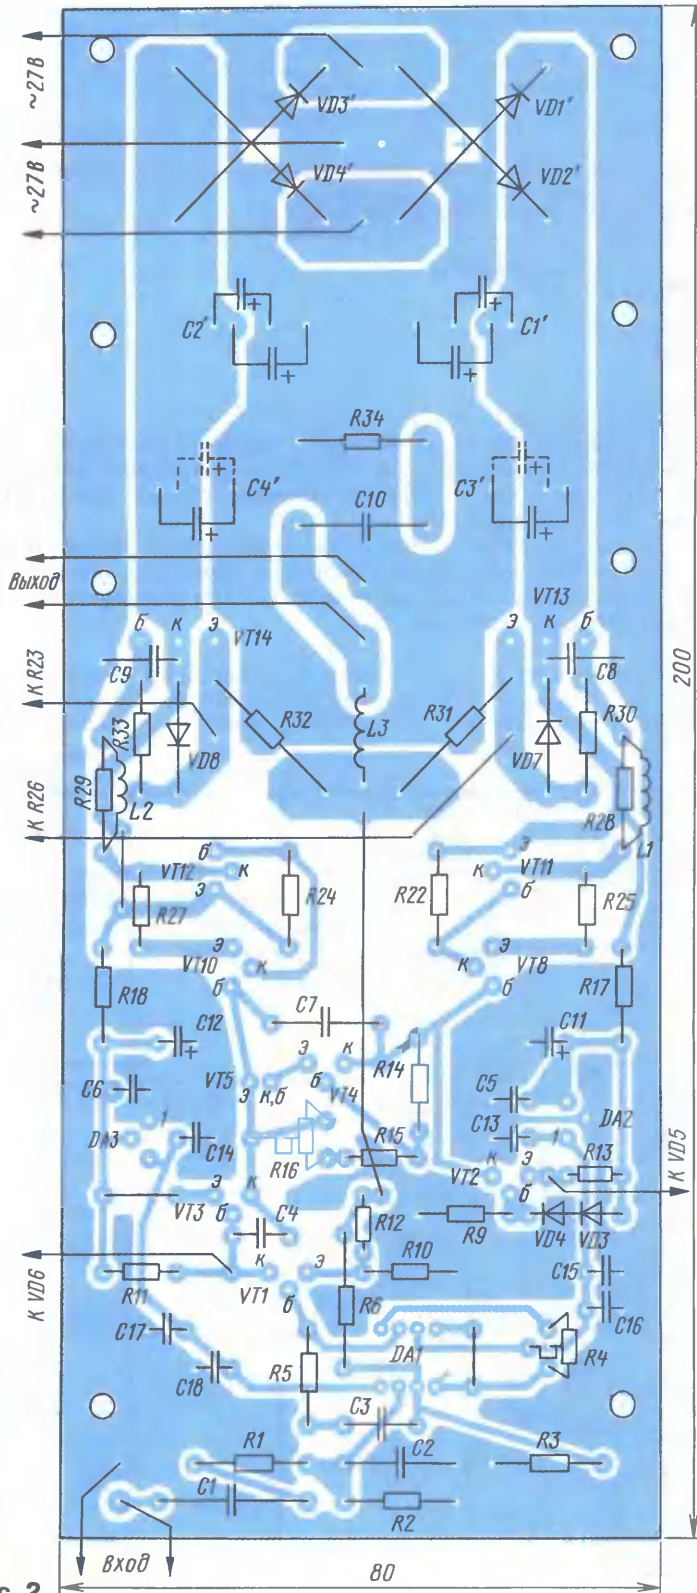 ~27В
VD3'
VD1'
~27В
VD4'
VD2'
C2'
+
+
C1'
+
+
R34
C4'
+
+
C3'
+
+
C10
Выход
VT13
б к э VT14
э к б
C9
C8
К R23
R33
VD8
R32
L3
R31
VD7
R30
200
R29
L2
R28
L1
К R26
б
VT12
к
э
R27
R24
R22
э
к
VT11
б
R25
э
VT10
к
б
э
к
VT8
б
R18
R17
C12
+
C7
C11
+
C6
VT5
э
э
к,б
к
б
VT4
R14
C5
DA3
1
C14
R16
R15
C13
1
DA2
К VD5
к
VT3
э
б
к
VT2
э
б
R13
C4
R12
R9
VD4
VD3
К VD6
R11
к
VT1
э
б
R10
R6
C15
C16
C17
C18
R5
DA1
R4
C3
R1
C2
R3
C1
R2
Вход
80
с. 2